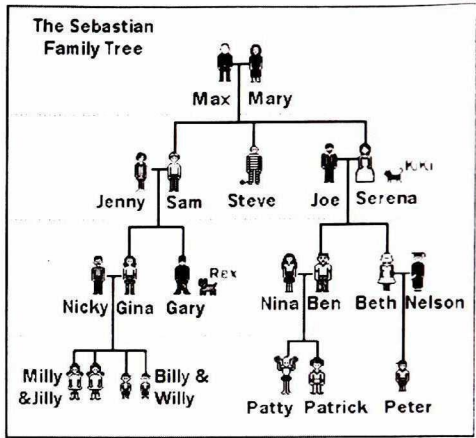 The Sebastian
Family Tree
Max Mary
Jenny Sam Steve Joe Serena KiKi
Nicky Gina Gary Rex Nina Ben Beth Nelson
Milly
&Jilly
Billy &
Willy
Patty Patrick Peter